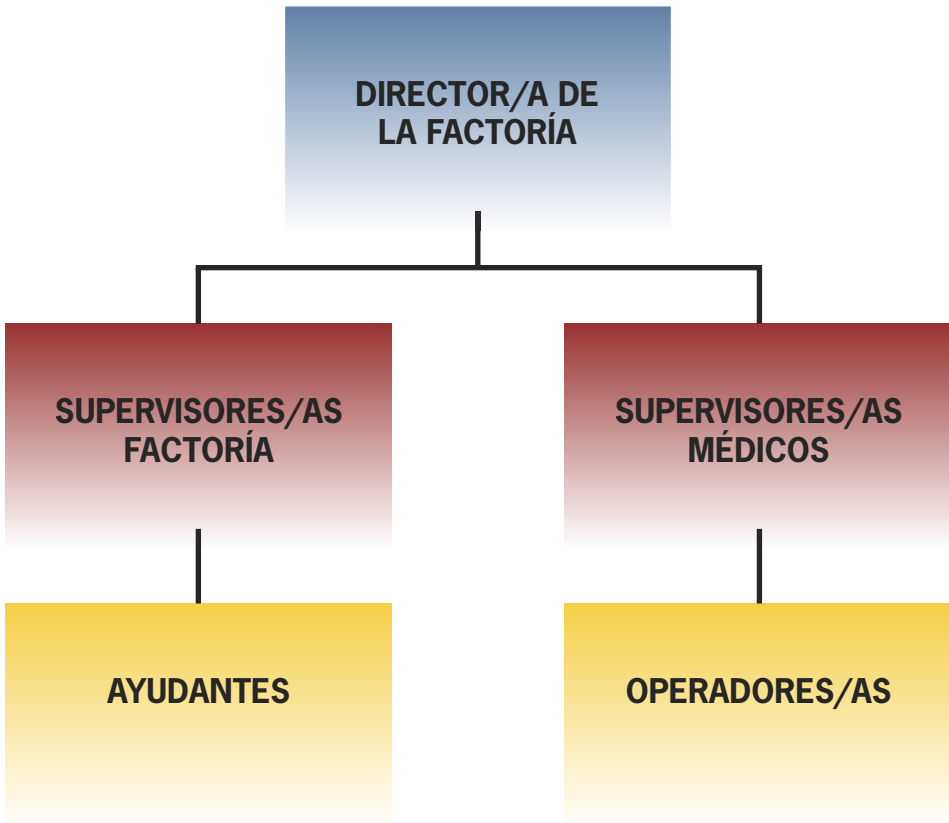 DIRECTOR/A DE
LA FACTORÍA
SUPERVISORES/AS
FACTORÍA
SUPERVISORES/AS
MÉDICOS
AYUDANTES
OPERADORES/AS